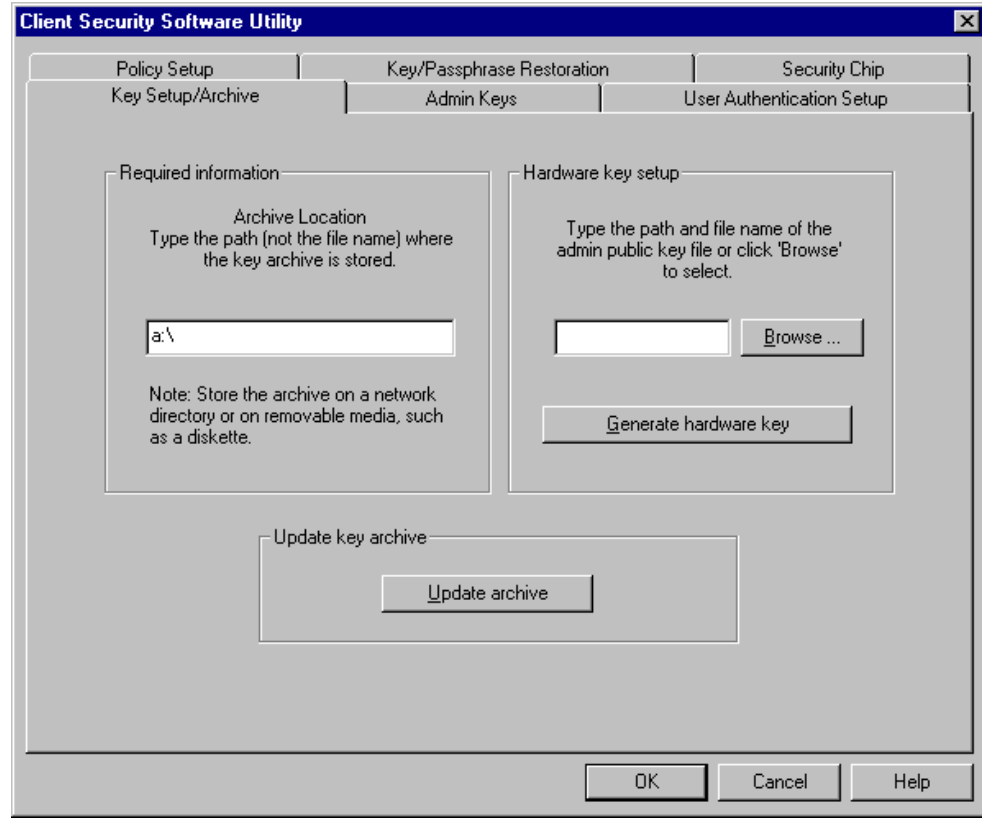 Client Security Software Utility
Policy Setup
Key/Passphrase Restoration
Security Chip
Key Setup/Archive
Admin Keys
User Authentication Setup
Required information
Archive Location
Type the path (not the file name) where
the key archive is stored.
a:\
Note: Store the archive on a network
directory or on removable media, such
as a diskette.
Hardware key setup
Type the path and file name of the
admin public key file or click 'Browse'
to select.
Browse ...
Generate hardware key
Update key archive
Update archive
OK
Cancel
Help